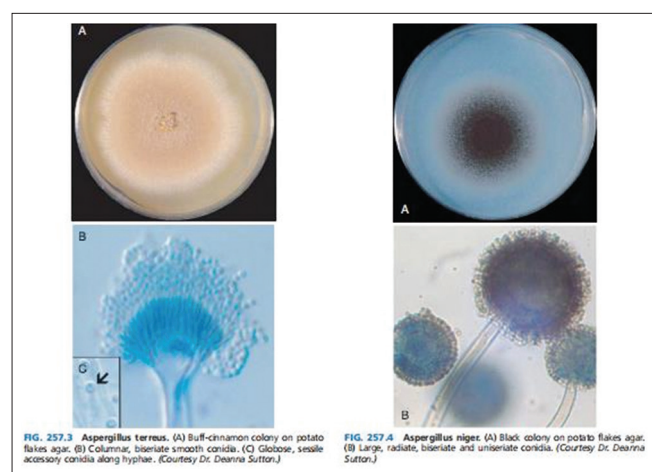 A
B
C
FIG. 257.3 Aspergillus terreus. (A) Buff-cinnamon colony on potato
flakes agar. (B) Columnar, biseriate smooth conidia. (C) Globose, sessile
accessory conidia along hyphae. (Courtesy Dr. Deanna Sutton.)
A
B
FIG. 257.4 Aspergillus niger. (A) Black colony on potato flakes agar.
(B) Large, radiate, biseriate and uniseriate conidia. (Courtesy Dr. Deanna
Sutton.)